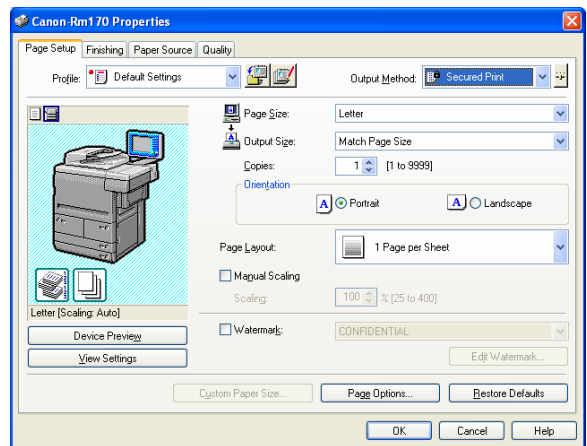 Canon-Rm170 Properties
Page Setup Finishing Paper Source Quality
Profile: Default Settings Output Method: Secured Print
Page Size: Letter
Output Size: Match Page Size
Copies: 1 [1 to 9999]
Orientation
A Portrait A Landscape
Page Layout: 1 Page per Sheet
Manual Scaling
Scaling: 100 % [25 to 400]
Letter [Scaling: Auto]
Device Preview
View Settings
Watermark: CONFIDENTIAL
Edit Watermark...
Custom Paper Size... Page Options... Restore Defaults
OK Cancel Help